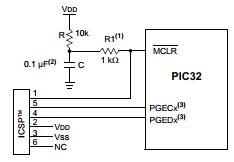 VDD
R 10k
R1(1)
0.1 µF(2) C
1 kΩ
MCLR
PIC32
ICSP™
1
5 PGECx(3)
4 PGEDx(3)
2 VDD
3 VSS
6 NC